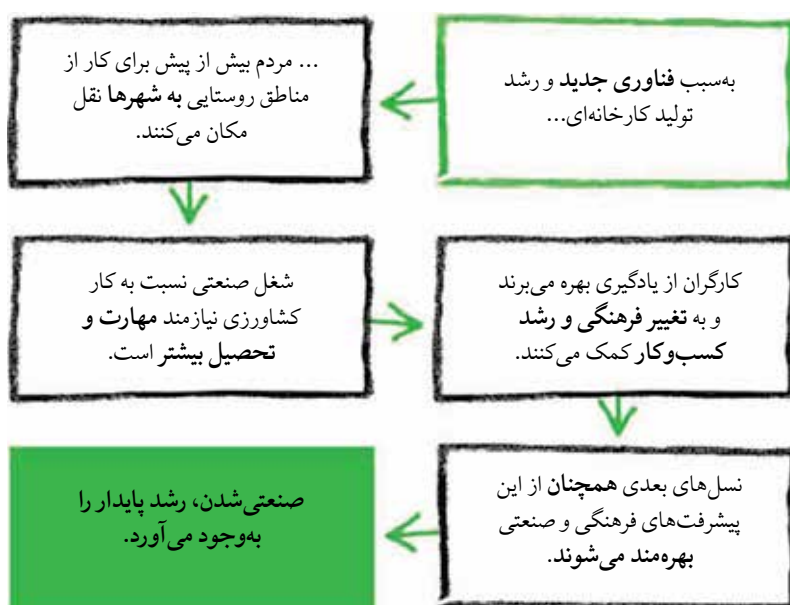 به‌سبب فناوری جدید و رشد
تولید کارخانه‌ای...
... مردم بیش از پیش برای کار از
مناطق روستایی به شهرها نقل
مکان می‌کنند.
شغل صنعتی نسبت به کار
کشاورزی نیازمند مهارت و
تحصیل بیشتر است.
کارگران از یادگیری بهره می‌برند
و به تغییر فرهنگی و رشد
کسب‌وکار کمک می‌کنند.
نسل‌های بعدی همچنان از این
پیشرفت‌های فرهنگی و صنعتی
بهره‌مند می‌شوند.
صنعتی‌شدن، رشد پایدار را
به‌وجود می‌آورد.